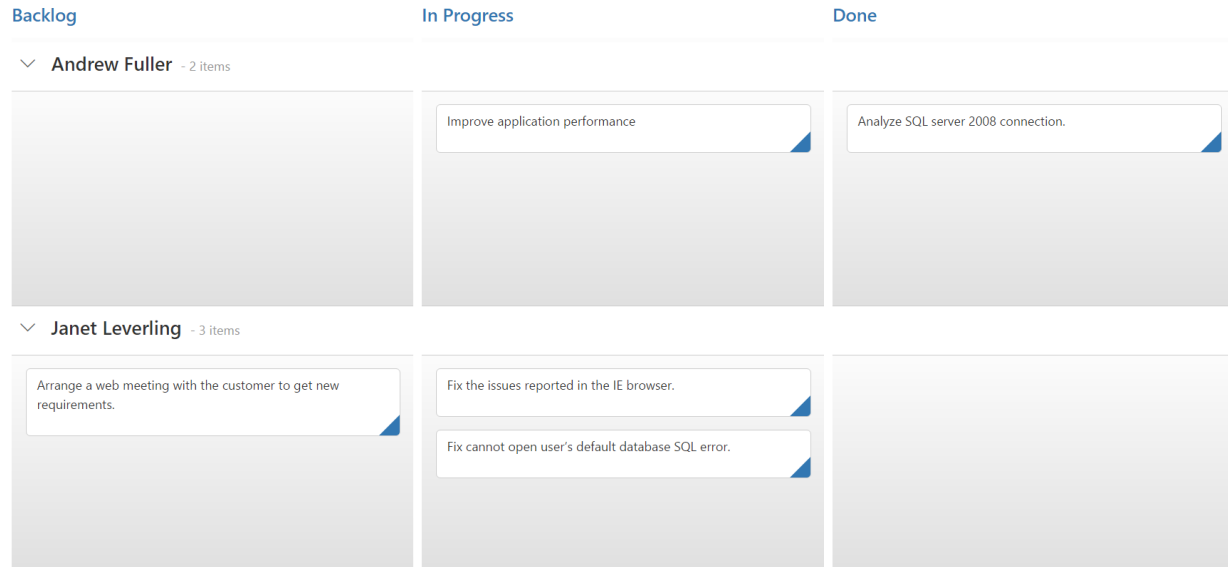 Backlog
In Progress
Done
Andrew Fuller - 2 items
Improve application performance
Analyze SQL server 2008 connection.
Janet Leverling - 3 items
Arrange a web meeting with the customer to get new
requirements.
Fix the issues reported in the IE browser.
Fix cannot open user's default database SQL error.